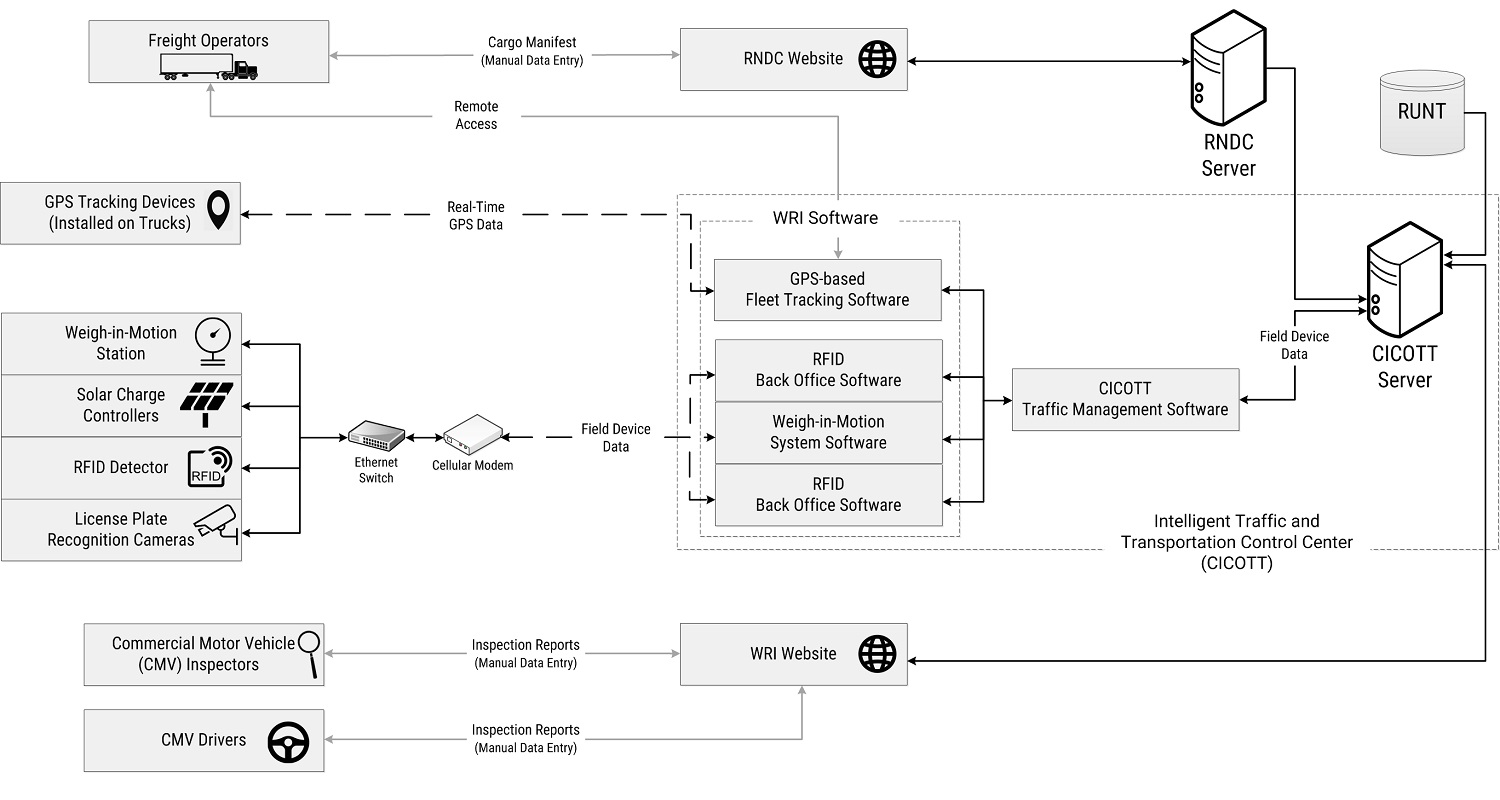 Freight Operators
Cargo Manifest
(Manual Data Entry)
RNDC Website
RNDC
Server
RUNT
Remote
Access
GPS Tracking Devices
(Installed on Trucks)
Real-Time
GPS Data
WRI Software
GPS-based
Fleet Tracking Software
Weigh-in-Motion
Station
Solar Charge
Controllers
RFID Detector
RFID
License Plate
Recognition Cameras
Ethernet
Switch
Cellular Modem
Field Device
Data
RFID
Back Office Software
Weigh-in-Motion
System Software
RFID
Back Office Software
CICOTT
Traffic Management Software
Field Device
Data
CICOTT
Server
Intelligent Traffic and
Transportation Control Center
(CICOTT)
Commercial Motor Vehicle
(CMV) Inspectors
Inspection Reports
(Manual Data Entry)
WRI Website
CMV Drivers
Inspection Reports
(Manual Data Entry)